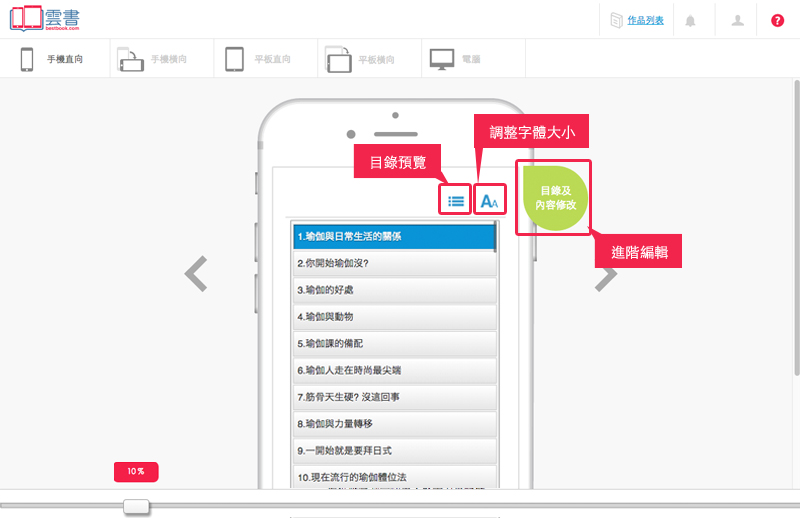 雲書
bestbook.com
作品列表
?
手機直向
手機橫向
平板直向
平板橫向
電腦
調整字體大小
目錄預覽
AA
目錄及
內容修改
進階編輯
1.瑜伽與日常生活的關係
2.你開始瑜伽沒?
3.瑜伽的好處
4.瑜伽與動物
5.瑜伽課的備配
6.瑜伽人走在時尚最尖端
7.筋骨天生硬? 沒這回事
8.瑜伽與力量轉移
9.一開始就是要拜日式
10.現在流行的瑜伽體位法
10%